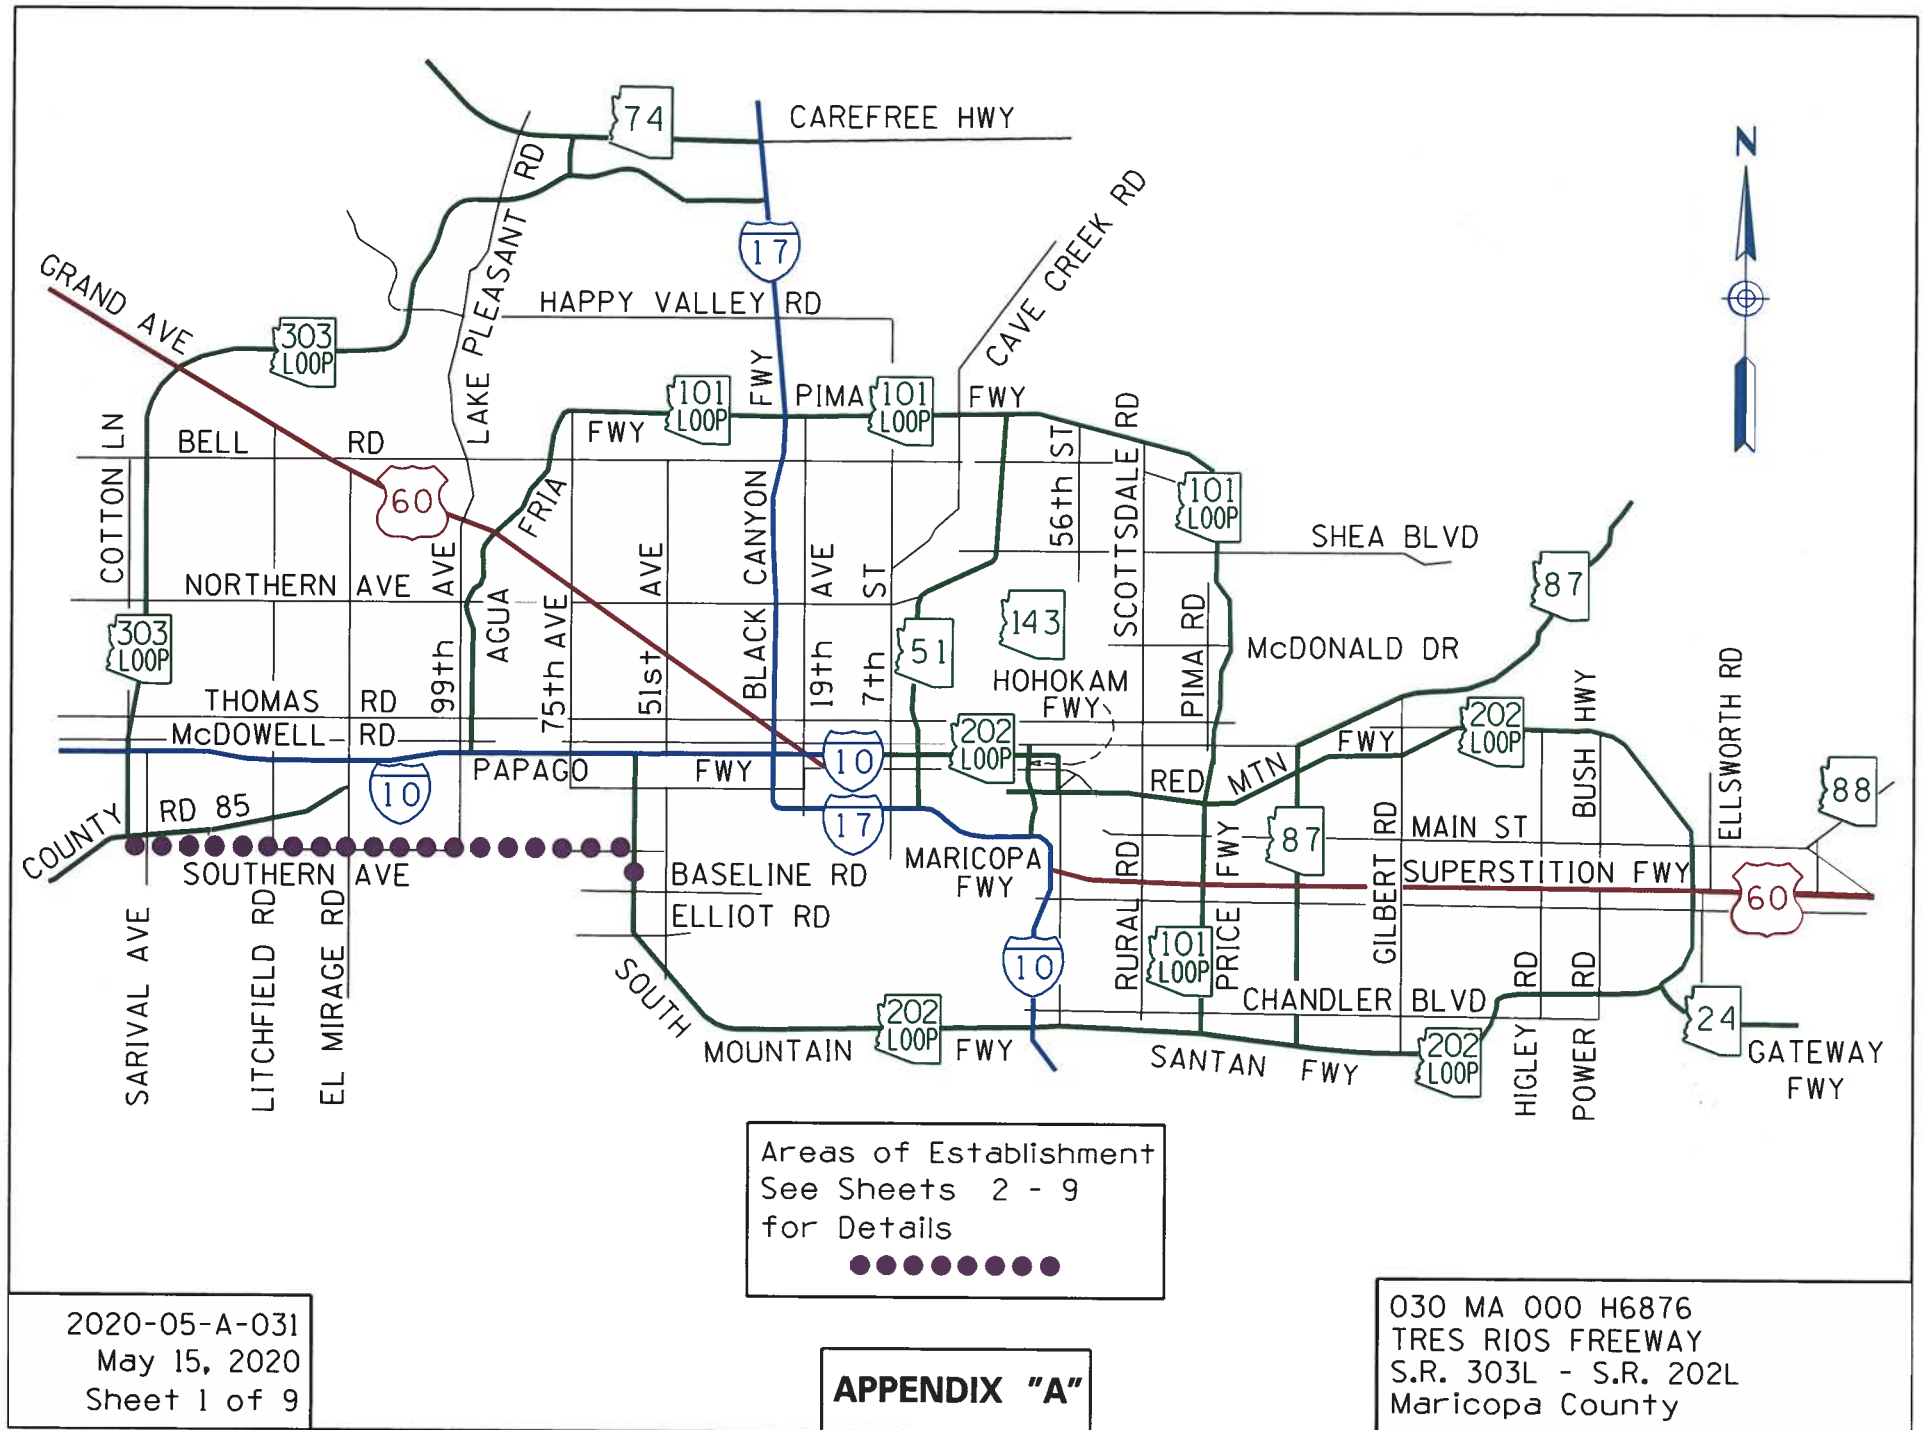 74
CAREFREE HWY
N
LAKE PLEASANT RD
17
CAVE CREEK RD
GRAND AVE
HAPPY VALLEY RD
303
LOOP
101
LOOP
FWY
PIMA
101
LOOP
FWY
FWY
COTTON LN
BELL RD
60
AGUA FRIA
BLACK CANYON
56th ST
SCOTTSDALE RD
101
LOOP
SHEA BLVD
87
NORTHERN AVE
99th AVE
75th AVE
51st AVE
19th AVE
7th ST
143
51
303
LOOP
PIMA RD
McDONALD DR
HOHOKAM
FWY
THOMAS RD
McDOWELL RD
202
LOOP
202
LOOP
FWY
BUSH HWY
ELLSWORTH RD
PAPAGO FWY
10
10
RED MTN
88
COUNTY RD 85
17
87
MAIN ST
SOUTHERN AVE
BASELINE RD
MARICOPA
FWY
SUPERSTITION FWY
60
ELLIOT RD
SARIVAL AVE
LITCHFIELD RD
EL MIRAGE RD
10
RURAL RD
101
LOOP
PRICE FWY
GILBERT RD
CHANDLER BLVD
HIGLEY RD
POWER RD
24
GATEWAY
FWY
SOUTH MOUNTAIN FWY
202
LOOP
SANTAN FWY
202
LOOP
Areas of Establishment
See Sheets 2 - 9
for Details
2020-05-A-031
May 15, 2020
Sheet 1 of 9
APPENDIX "A"
030 MA 000 H6876
TRES RIOS FREEWAY
S.R. 303L - S.R. 202L
Maricopa County